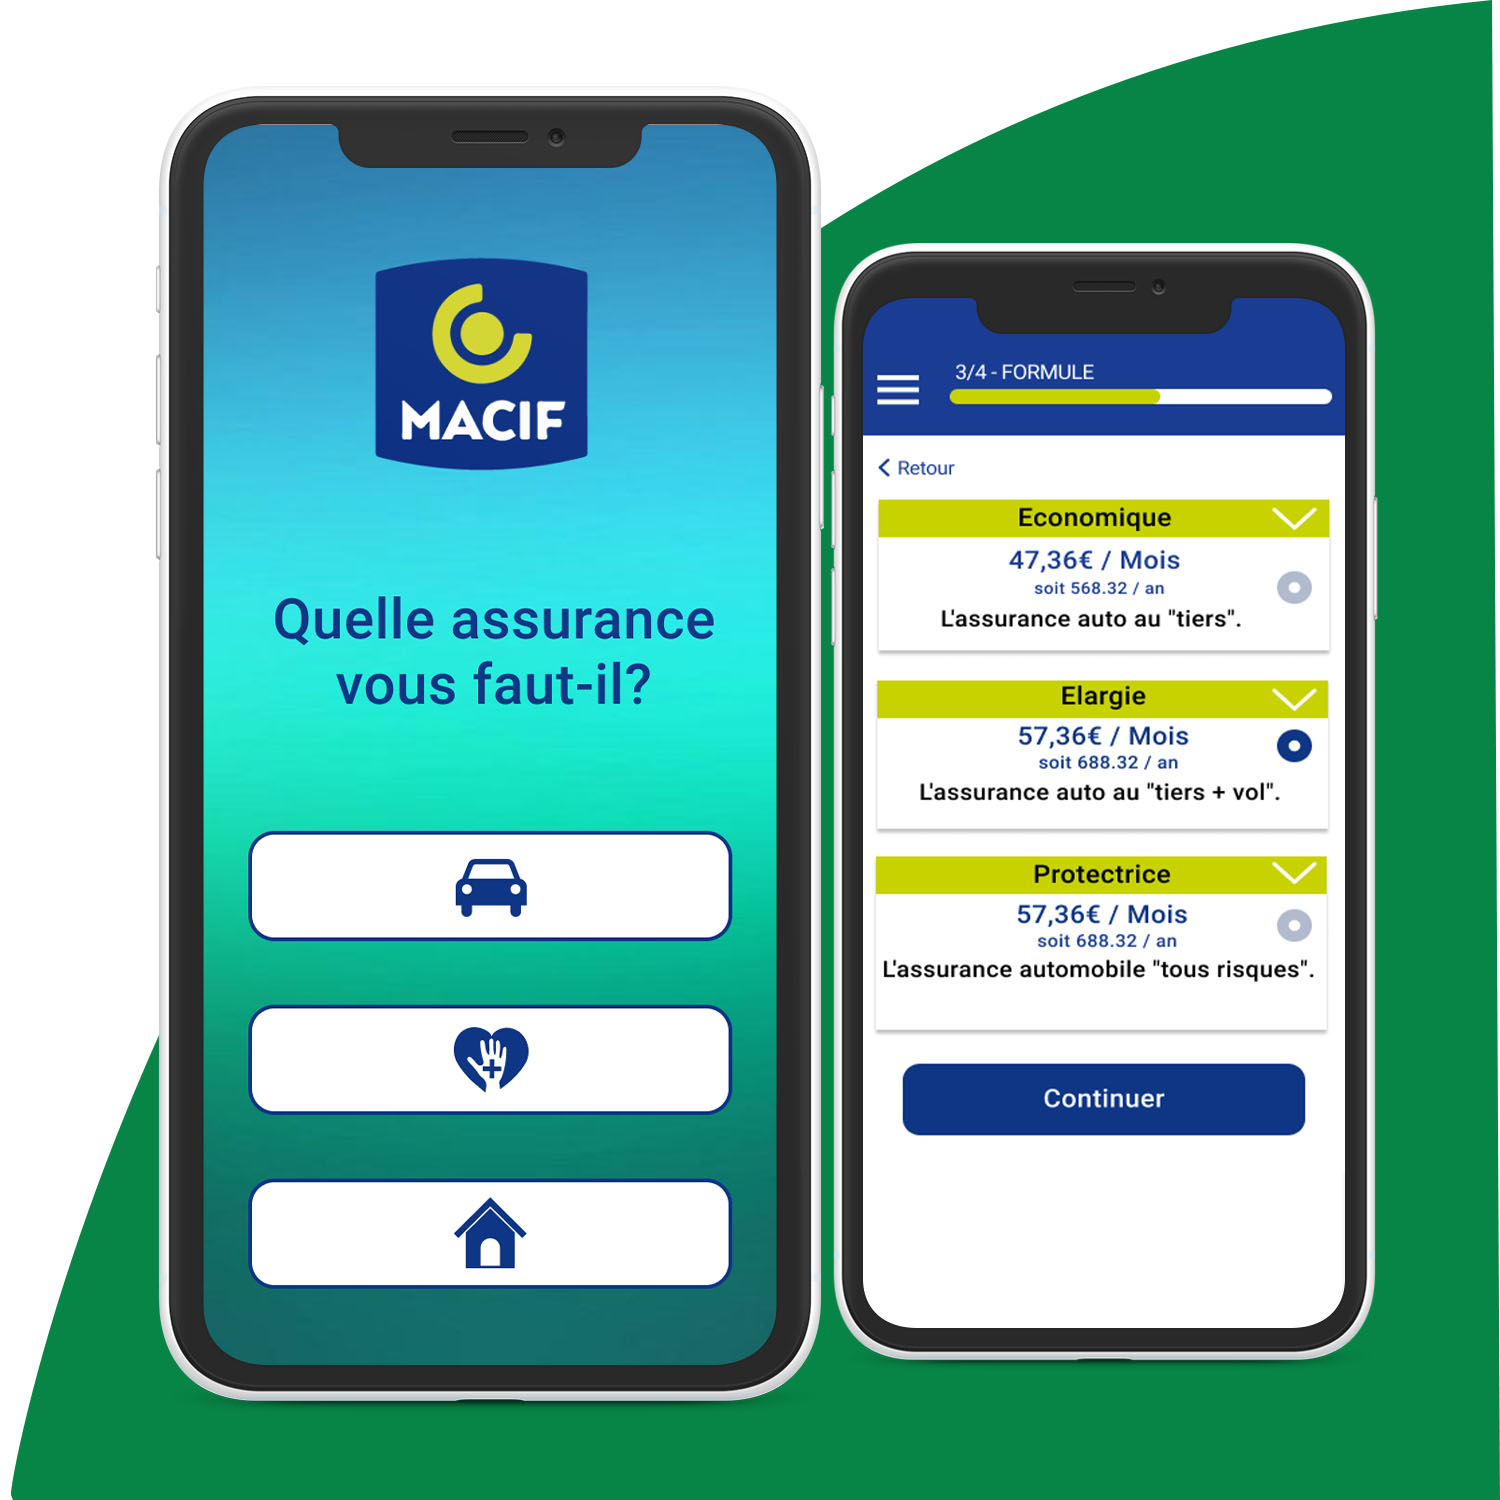 MACIF
Quelle assurance
vous faut-il?
3/4 - FORMULE
Retour
Economique
47,36€ / Mois
soit 568.32 / an
L'assurance auto au "tiers".
Elargie
57,36€ / Mois
soit 688.32 / an
L'assurance auto au "tiers + vol".
Protectrice
57,36€ / Mois
soit 688.32 / an
L'assurance automobile "tous risques".
Continuer